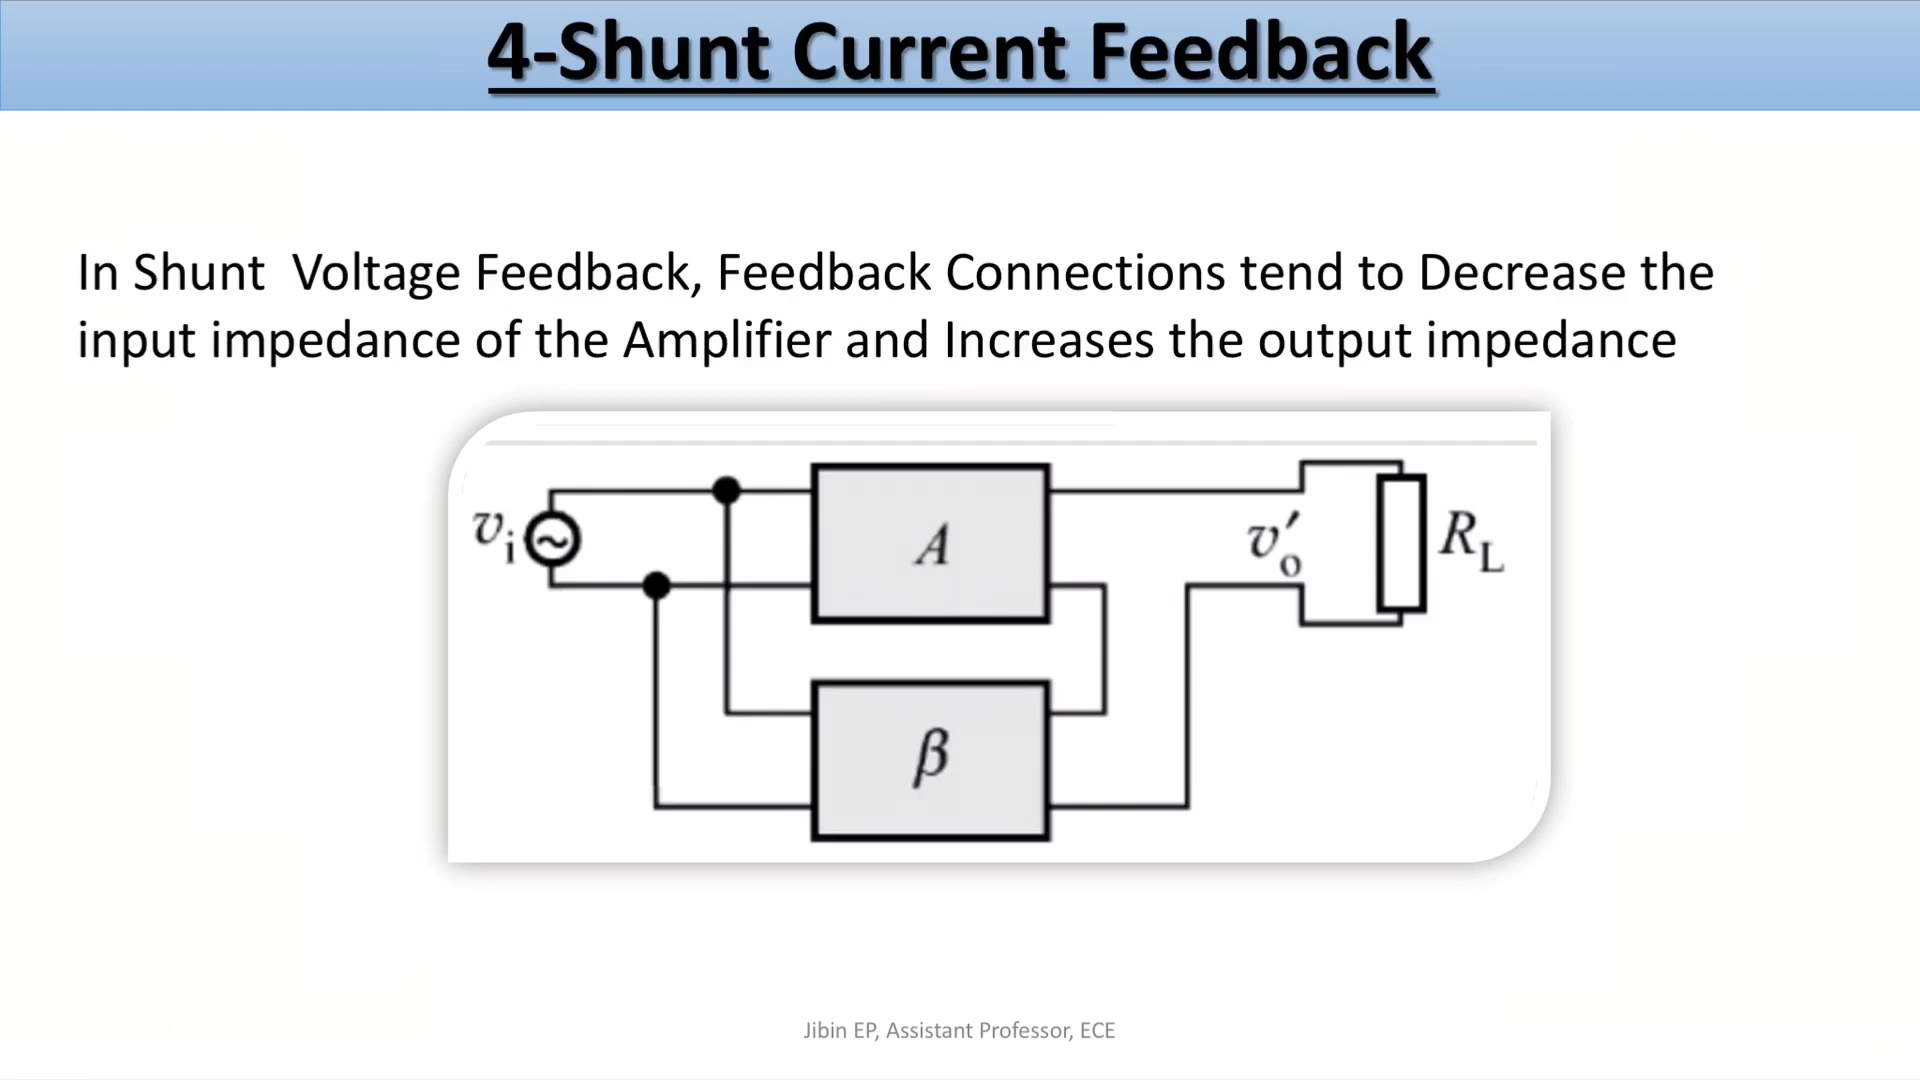 4-Shunt Current Feedback
In Shunt  Voltage Feedback, Feedback Connections tend to Decrease the
input impedance of the Amplifier and Increases the output impedance
vi
A
v′o
RL
β
Jibin EP, Assistant Professor, ECE